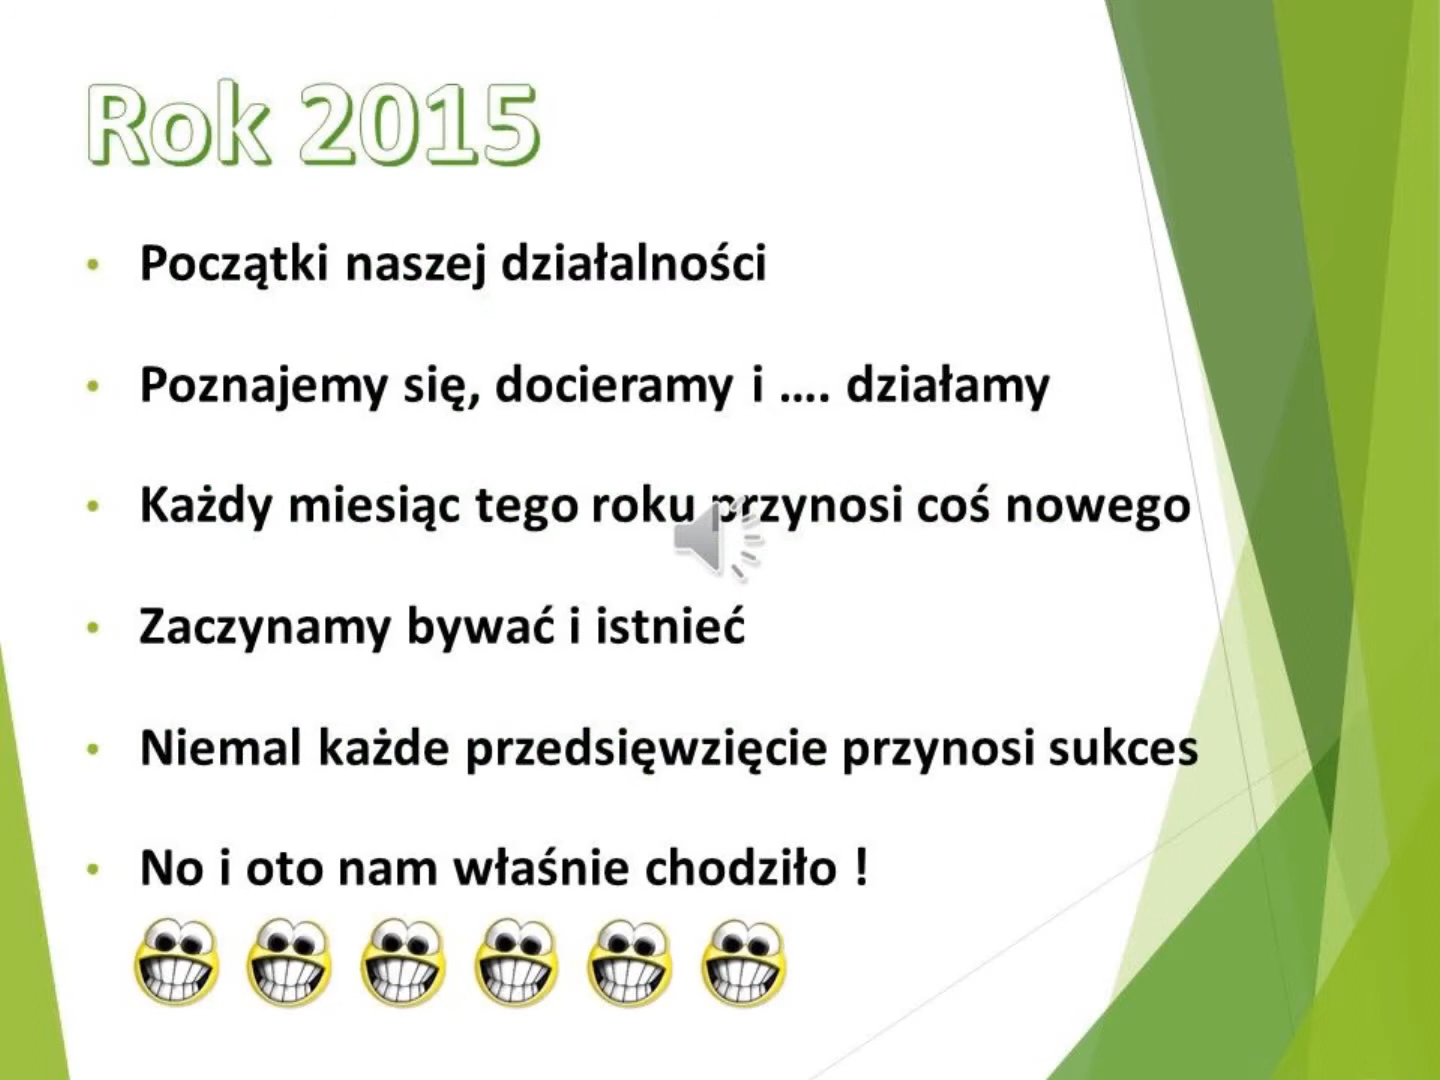 Rok 2015
• Początki naszej działalności
• Poznajemy się, docieramy i .... działamy
• Każdy miesiąc tego roku przynosi coś nowego
• Zaczynamy bywać i istnieć
• Niemal każde przedsięwzięcie przynosi sukces
• No i oto nam właśnie chodziło !